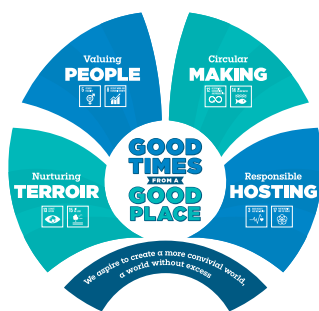 Valuing
PEOPLE
Circular
MAKING
Nurturing
TERROIR
GOOD
TIMES
FROM A
GOOD
PLACE
Responsible
HOSTING
We aspire to create a more convivial world,
a world without excess